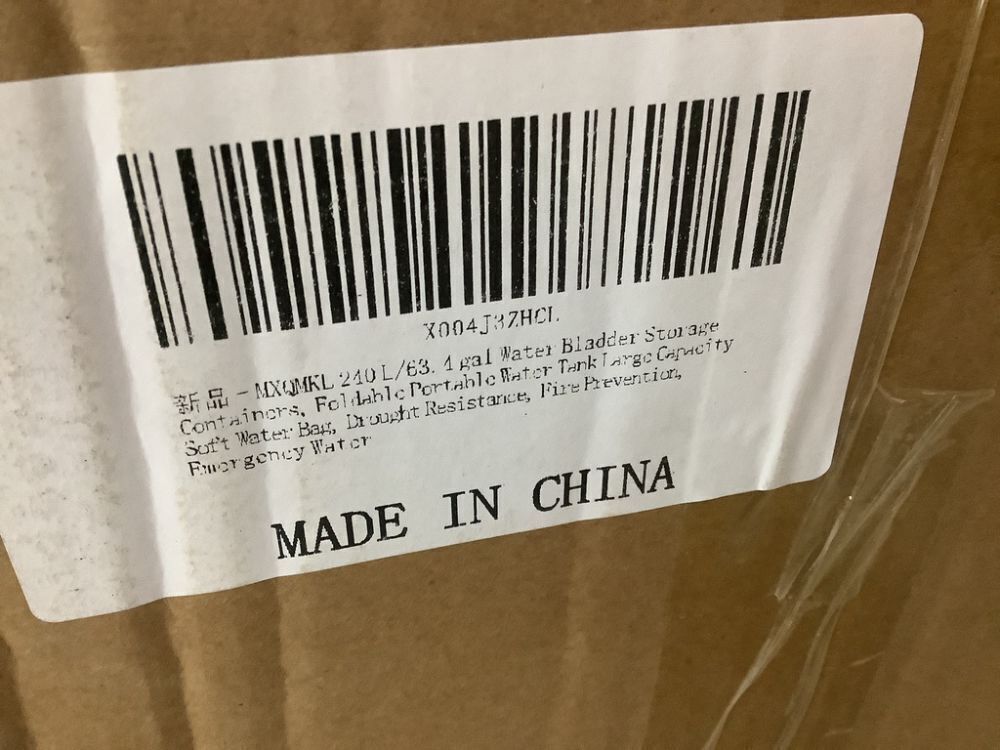 X004J3ZHCL
新品 - MXQMKL 240 L/63.4 gal Water Bladder Storage
Containers, Foldable Portable Water Tank Large Capacity
Soft Water Bag, Drought Resistance, Fire Prevention,
Emergency Water
MADE IN CHINA